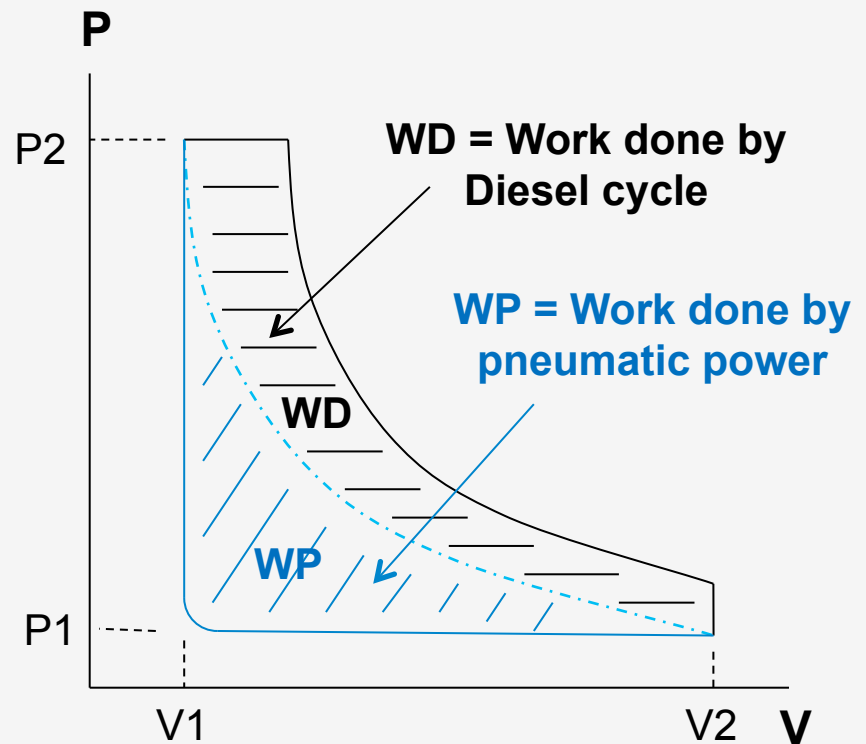 P
P2
WD = Work done by
Diesel cycle
WP = Work done by
pneumatic power
WD
WP
P1
V1
V2
V